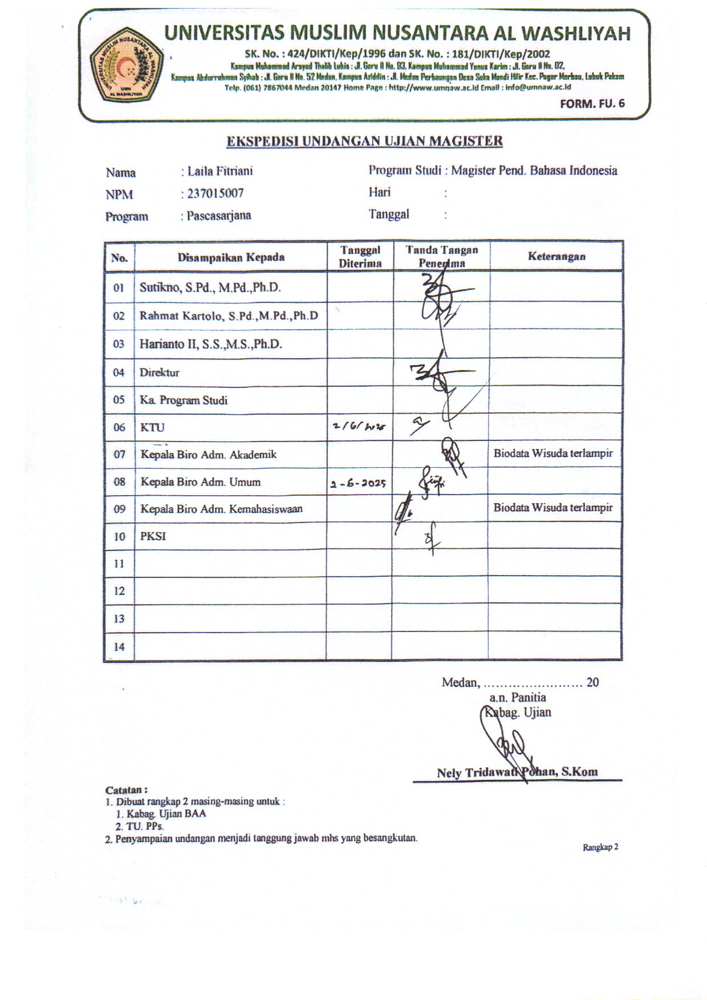 UNIVERSITAS MUSLIM NUSANTARA AL WASHLIYAH
SK. No. : 424/DIKTI/Kep/1996 dan SK. No. : 181/DIKTI/Kep/2002
Kampus Muhammad Arsyad Thalib Lubis : Jl. Garu II No. 93, Kampus Muhammad Yunus Karim : Jl. Garu II No. 02,
Kampus Abdurrahman Syihab : Jl. Garu II No. 52 Medan, Kampus Aziddin : Jl. Medan Perbaungan Desa Suka Mandi Hilir Kec. Pagar Merbau, Lubuk Pakam
Telp. (061) 7867044 Medan 20147 Home Page : http://www.umnaw.ac.id Email : info@umnaw.ac.id
FORM. FU. 6
UNIVERSITAS MUSLIM NUSANTARA
UMN
AL WASHLIYAH
EKSPEDISI UNDANGAN UJIAN MAGISTER
Nama : Laila Fitriani Program Studi : Magister Pend. Bahasa Indonesia
NPM : 237015007 Hari :
Program : Pascasarjana Tanggal :
No. Disampaikan Kepada Tanggal Diterima Tanda Tangan Penerima Keterangan
01 Sutikno, S.Pd., M.Pd.,Ph.D.
02 Rahmat Kartolo, S.Pd.,M.Pd.,Ph.D
03 Harianto II, S.S.,M.S.,Ph.D.
04 Direktur
05 Ka. Program Studi
06 KTU 2/6/2025
07 Kepala Biro Adm. Akademik Biodata Wisuda terlampir
08 Kepala Biro Adm. Umum 2-6-2025
09 Kepala Biro Adm. Kemahasiswaan Biodata Wisuda terlampir
10 PKSI
11
12
13
14
Medan, ........................ 20
a.n. Panitia
Kabag. Ujian
Nely Tridawati Pohan, S.Kom
Catatan :
1. Dibuat rangkap 2 masing-masing untuk :
1. Kabag. Ujian BAA
2. TU. PPs.
2. Penyampaian undangan menjadi tanggung jawab mhs yang besangkutan.
Rangkap 2